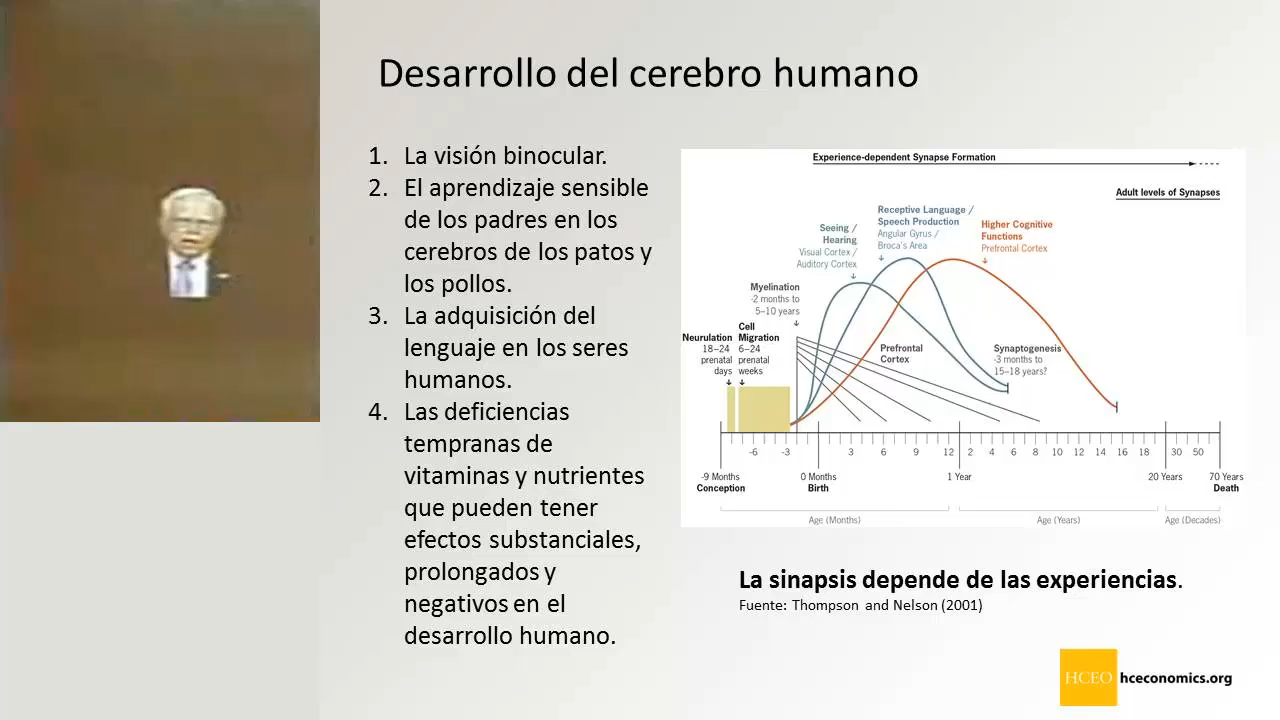 Desarrollo del cerebro humano
1. La visión binocular.
2. El aprendizaje sensible
de los padres en los
cerebros de los patos y
los pollos.
3. La adquisición del
lenguaje en los seres
humanos.
4. Las deficiencias
tempranas de
vitaminas y nutrientes
que pueden tener
efectos substanciales,
prolongados y
negativos en el
desarrollo humano.
Experience-dependent Synapse Formation
Adult levels of Synapses
Receptive Language /
Speech Production
Angular Gyrus /
Broca's Area
Higher Cognitive
Functions
Prefrontal Cortex
Seeing /
Hearing
Visual Cortex /
Auditory Cortex
Myelination
-2 months to
5–10 years
Cell
Migration
6–24
prenatal
weeks
Neurulation
18–24
prenatal
days
Prefrontal
Cortex
Synaptogenesis
-3 months to
15–18 years?
-6 -3 3 6 9 12 2 4 6 8 10 12 14 16 18 30 50
-9 Months 0 Months 1 Year 20 Years 70 Years
Conception Birth Death
Age (Months) Age (Years) Age (Decades)
La sinapsis depende de las experiencias.
Fuente: Thompson and Nelson (2001)
HCEO hceconomics.org